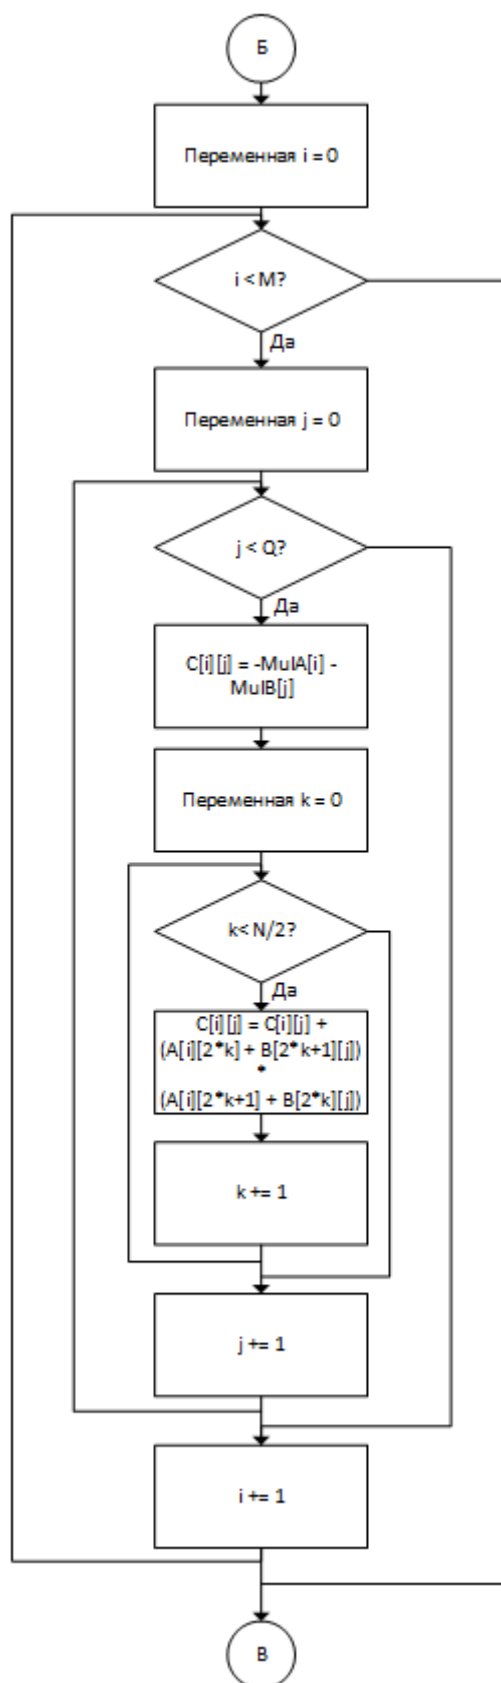 Б
Переменная i = 0
i < M?
Да
Переменная j = 0
j < Q?
Да
C[i][j] = -MulA[i] -
MulB[j]
Переменная k = 0
k< N/2?
Да
C[i][j] = C[i][j] +
(A[i][2*k] + B[2*k+1][j])
*
(A[i][2*k+1] + B[2*k][j])
k += 1
j += 1
i += 1
В